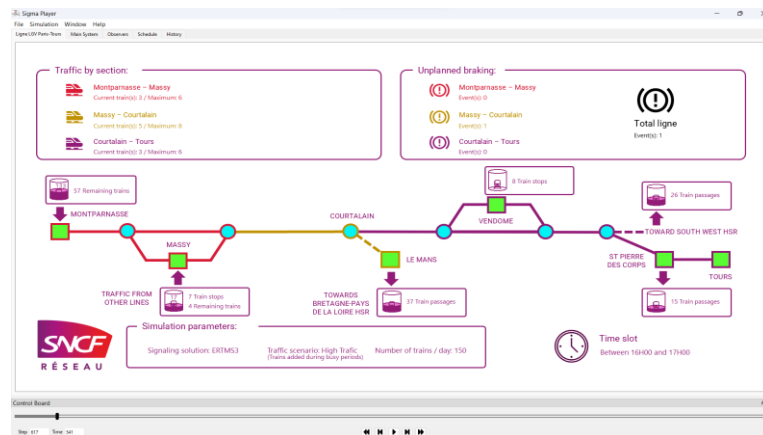 Sigma Player
File Simulation Window Help
Ligne LGV Paris-Tours Main System Observers Schedule History
Traffic by section:
Montparnasse – Massy
Current train(s): 3 / Maximum: 6
Massy – Courtalain
Current train(s): 5 / Maximum: 8
Courtalain – Tours
Current train(s): 3 / Maximum: 6
Unplanned braking:
Montparnasse – Massy
Event(s): 0
Massy – Courtalain
Event(s): 1
Courtalain – Tours
Event(s): 0
Total ligne
Event(s): 1
57 Remaining trains
8 Train stops
26 Train passages
MONTPARNASSE
COURTALAIN
VENDOME
TOWARD SOUTH WEST HSR
MASSY
LE MANS
ST PIERRE
DES CORPS
TOURS
TRAFFIC FROM
OTHER LINES
7 Train stops
4 Remaining trains
TOWARDS
BRETAGNE-PAYS
DE LA LOIRE HSR
37 Train passages
15 Train passages
SNCF
RÉSEAU
Simulation parameters:
Signaling solution: ERTMS3
Traffic scenario: High Trafic
(Trains added during busy periods)
Number of trains / day: 150
Time slot
Between 16H00 and 17H00
Control Board
Step: 617 Time: 541